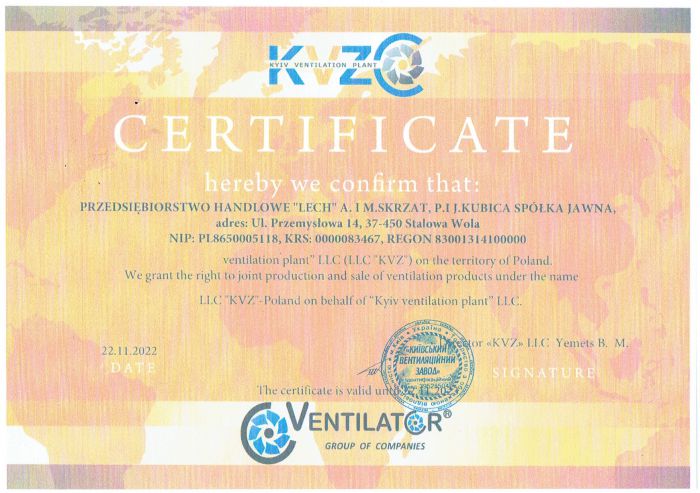 KVZ
KYIV VENTILATION PLANT
CERTIFICATE
hereby we confirm that:
PRZEDSIĘBIORSTWO HANDLOWE "LECH" A. I M.SKRZAT, P.I J.KUBICA SPÓŁKA JAWNA,
adres: Ul. Przemysłowa 14, 37-450 Stalowa Wola
NIP: PL8650005118, KRS: 0000083467, REGON 83001314100000
ventilation plant" LLC (LLC "KVZ") on the territory of Poland.
We grant the right to joint production and sale of ventilation products under the name
LLC "KVZ"-Poland on behalf of “Kyiv ventilation plant” LLC.
22.11.2022
DATE
Director «KVZ» LLC Yemets B. M.
SIGNATURE
Україна
«КИЇВСЬКИЙ
ВЕНТИЛЯЦІЙНИЙ
ЗАВОД»
The certificate is valid until
VENTILATOR®
GROUP OF COMPANIES